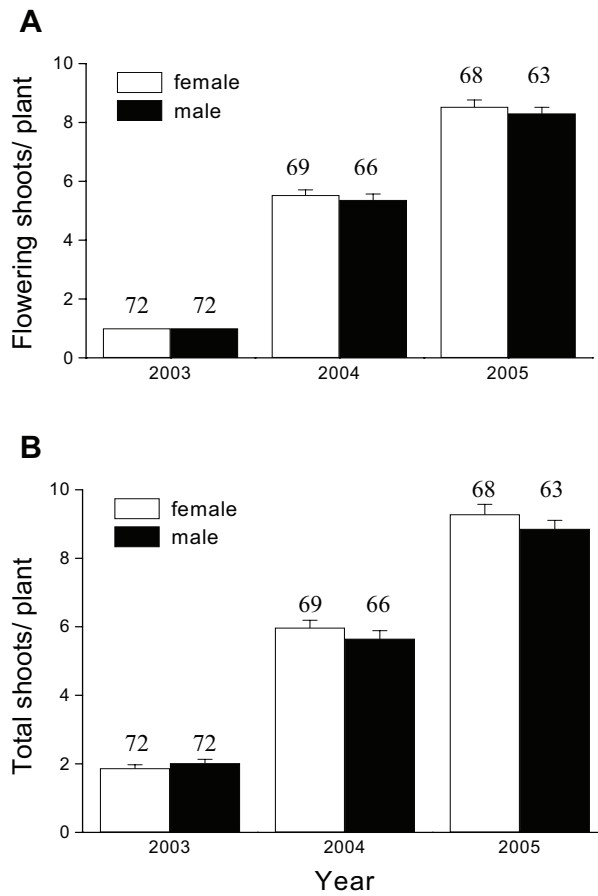 A
10
8
6
4
2
0
Flowering shoots/ plant
female
male
72 72
69 66
68 63
2003 2004 2005
B
10
8
6
4
2
0
Total shoots/ plant
female
male
72 72
69 66
68 63
2003 2004 2005
Year